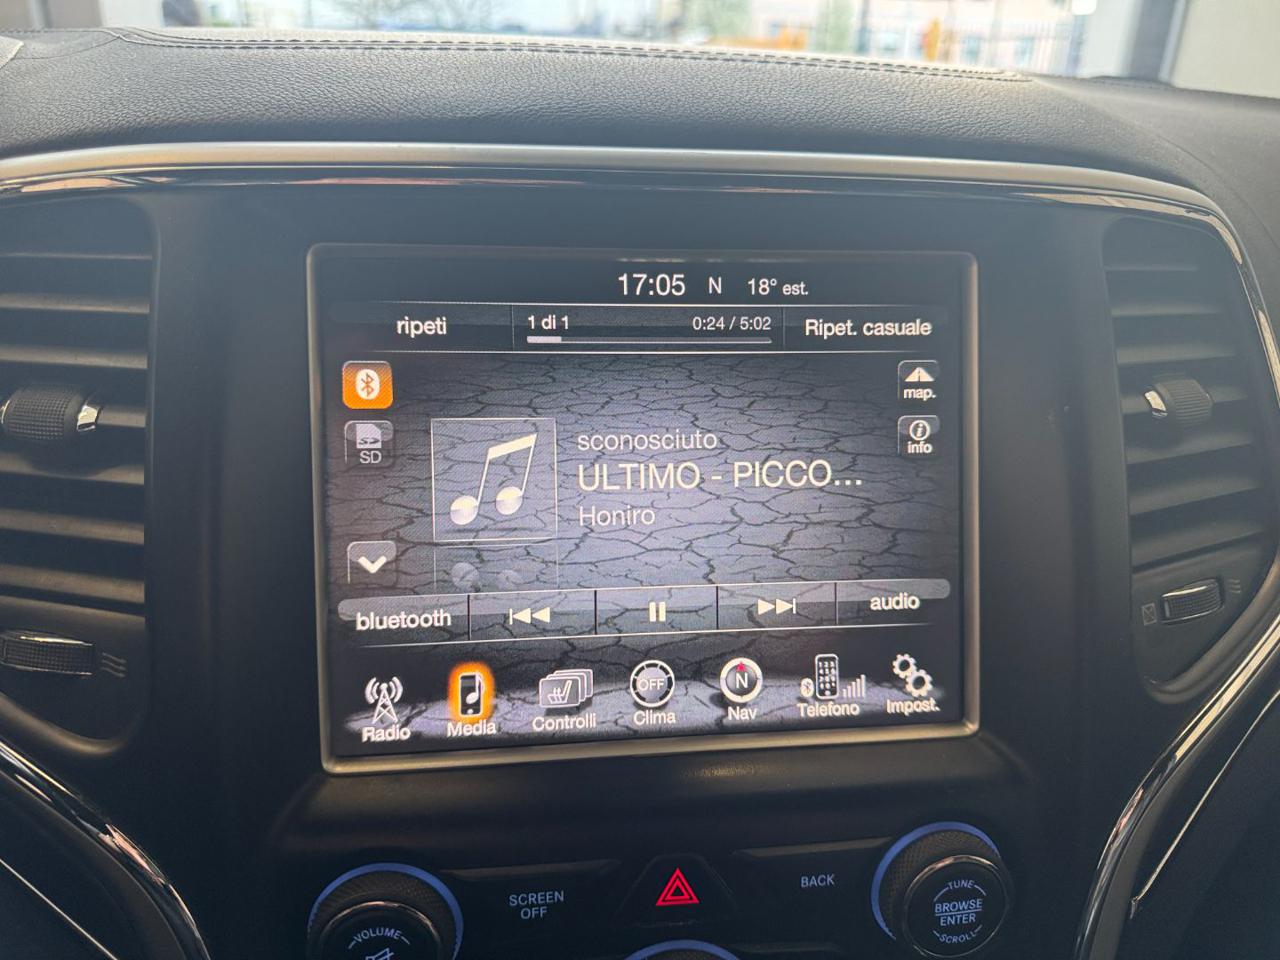 17:05 N 18° est.
ripeti
1 di 1 0:24 / 5:02
Ripet. casuale
map.
SD
info
sconosciuto
ULTIMO - PICCO...
Honiro
bluetooth
audio
Radio
Media
Controlli
OFF
Clima
N
Nav
Telefono
Impost.
SCREEN
OFF
BACK
VOLUME
TUNE
BROWSE
ENTER
SCROLL